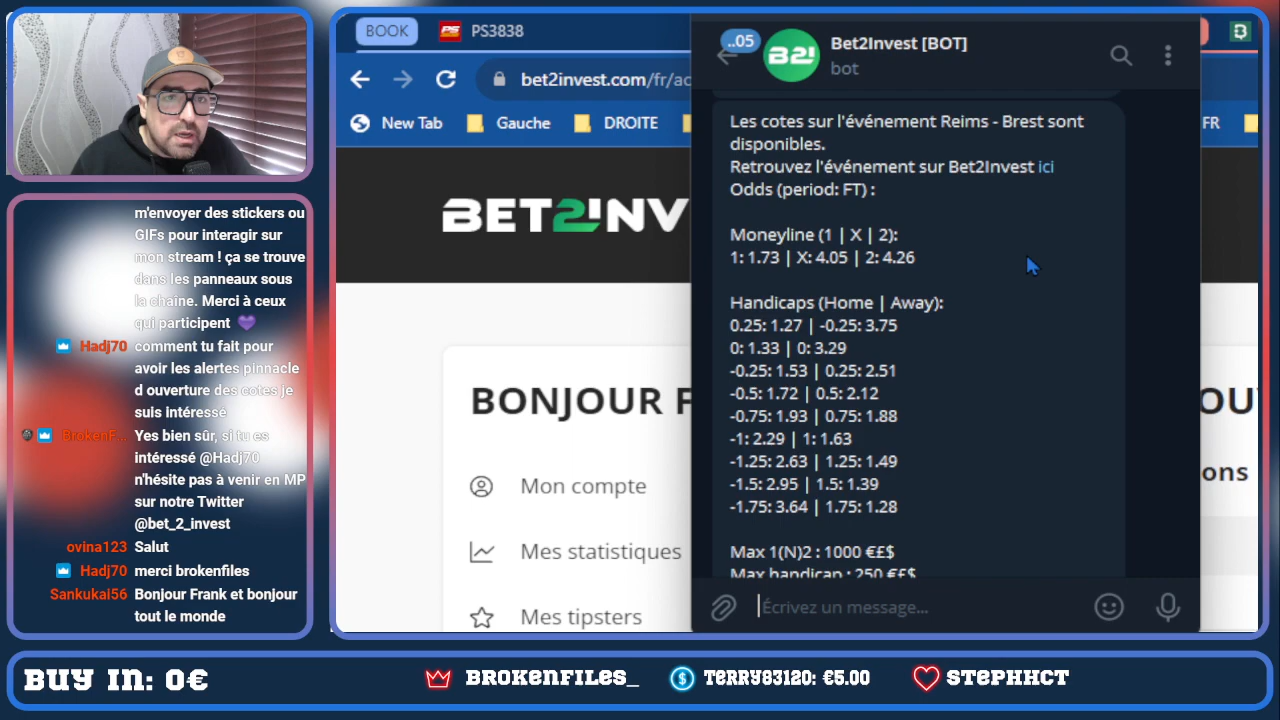 m'envoyer des stickers ou
GIFs pour interagir sur
mon stream ! ça se trouve
dans les panneaux sous
la chaîne. Merci à ceux
qui participent
Hadj70 comment tu fait pour
avoir les alertes pinnacle
d ouverture des cotes je
suis intéressé
BrokenF... Yes bien sûr, si tu es
intéressé @Hadj70
n'hésite pas à venir en MP
sur notre Twitter
@bet_2_invest
ovina123 Salut
Hadj70 merci brokenfiles
Sankukai56 Bonjour Frank et bonjour
tout le monde
BOOK
PS PS3838
bet2invest.com/fr/ac
New Tab
Gauche
DROITE
FR
BET2!NV
BONJOUR F
Mon compte
Mes statistiques
Mes tipsters
OU
ons
..05
B2!
Bet2Invest [BOT]
bot
Les cotes sur l'événement Reims - Brest sont
disponibles.
Retrouvez l'événement sur Bet2Invest ici
Odds (period: FT) :
Moneyline (1 | X | 2):
1: 1.73 | X: 4.05 | 2: 4.26
Handicaps (Home | Away):
0.25: 1.27 | -0.25: 3.75
0: 1.33 | 0: 3.29
-0.25: 1.53 | 0.25: 2.51
-0.5: 1.72 | 0.5: 2.12
-0.75: 1.93 | 0.75: 1.88
-1: 2.29 | 1: 1.63
-1.25: 2.63 | 1.25: 1.49
-1.5: 2.95 | 1.5: 1.39
-1.75: 3.64 | 1.75: 1.28
Max 1(N)2 : 1000 €£$
Max handicap : 250 €£$
Écrivez un message...
BUY IN: 0€
BROKENFILES_
TERRY83120: €5.00
STEPHHCT